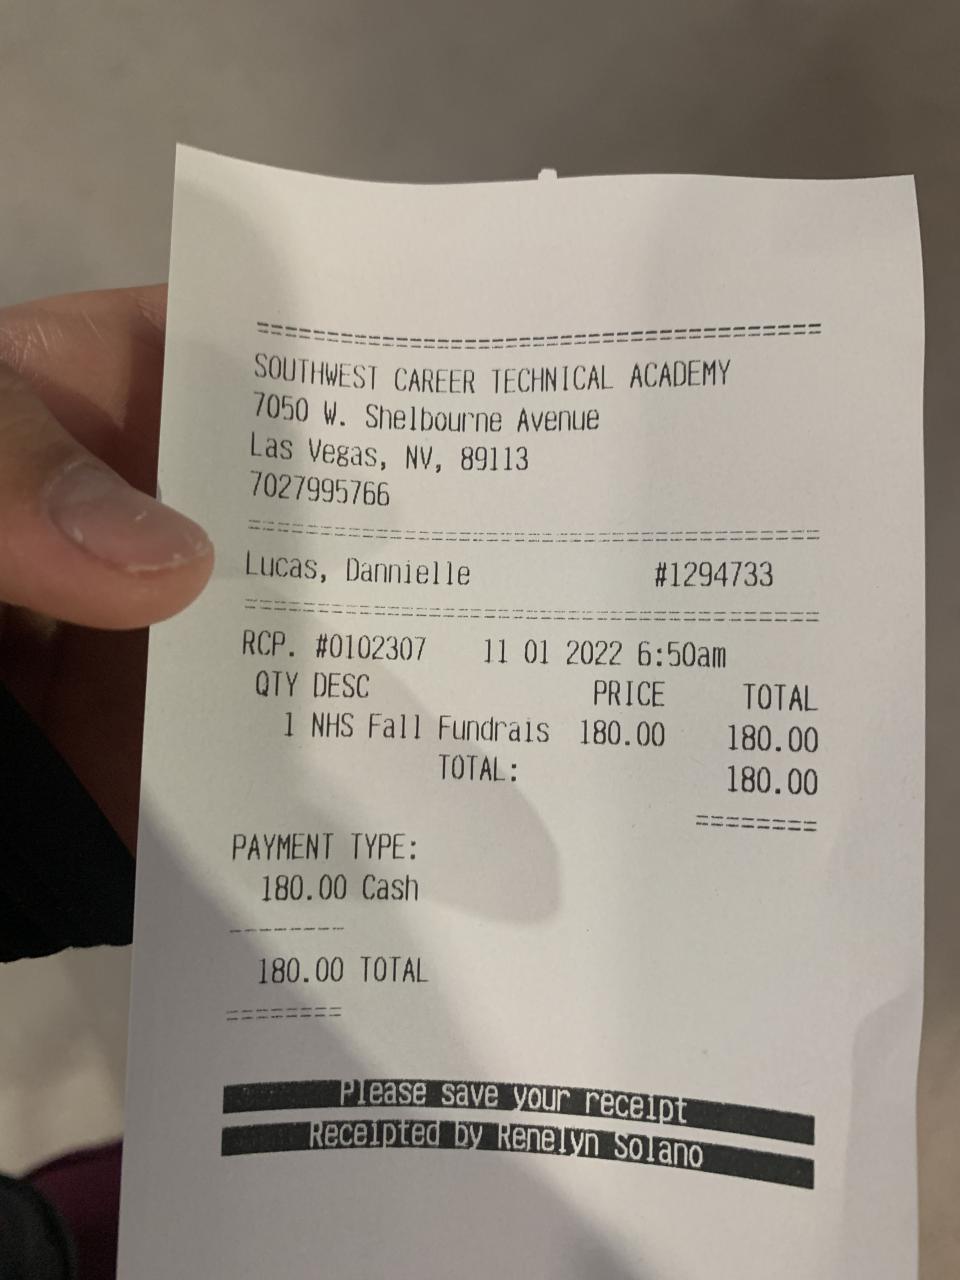 ======================================
SOUTHWEST CAREER TECHNICAL ACADEMY
7050 W. Shelbourne Avenue
Las Vegas, NV, 89113
7027995766
======================================
Lucas, Dannielle #1294733
======================================
RCP. #0102307 11 01 2022 6:50am
QTY DESC PRICE TOTAL
1 NHS Fall Fundrais 180.00 180.00
TOTAL: 180.00
========
PAYMENT TYPE:
180.00 Cash
--------
180.00 TOTAL
========
Please save your receipt
Receipted by Renelyn Solano